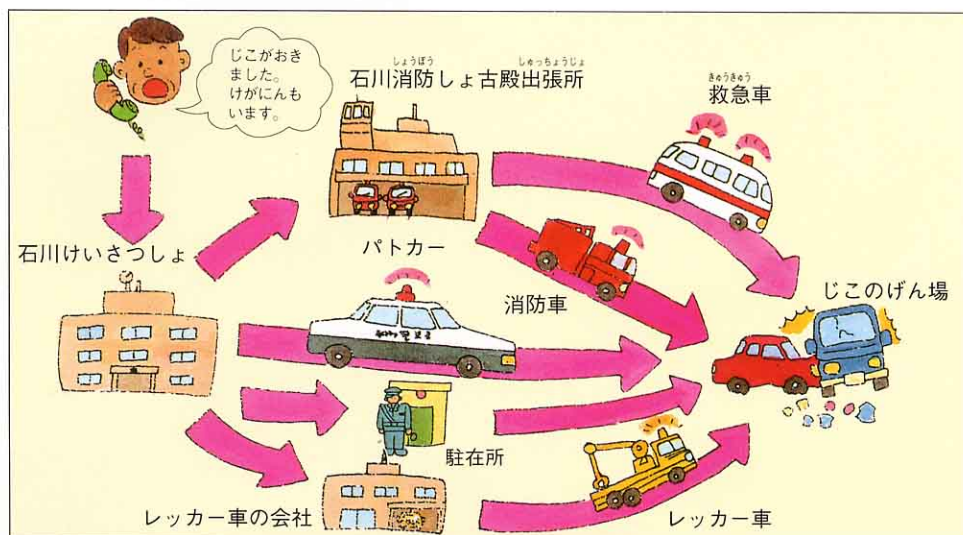 じこがおき
ました。
けがにんも
います。
しょうぼう
しゅっちょうじょ
石川消防しょ古殿出張所
きゅうきゅう
救急車
石川けいさつしょ
パトカー
消防車
じこのげん場
駐在所
レッカー車の会社
レッカー車